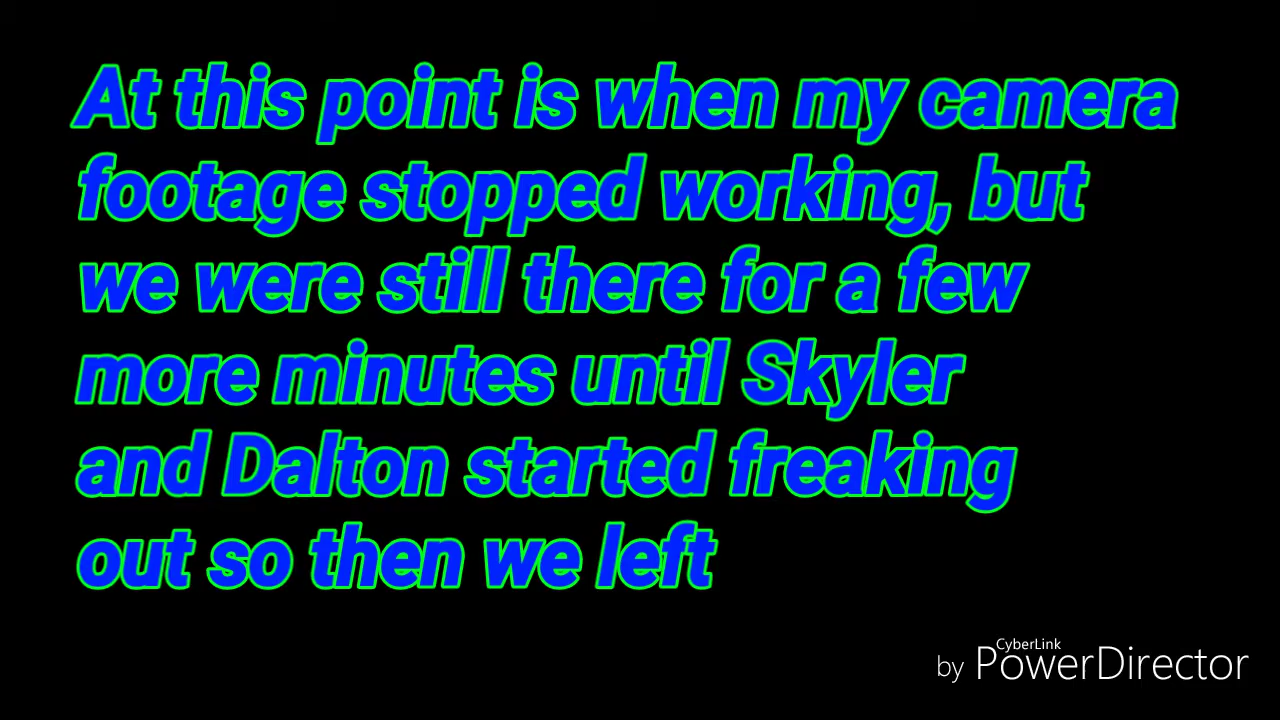 At this point is when my camera
footage stopped working, but
we were still there for a few
more minutes until Skyler
and Dalton started freaking
out so then we left
CyberLink
by PowerDirector